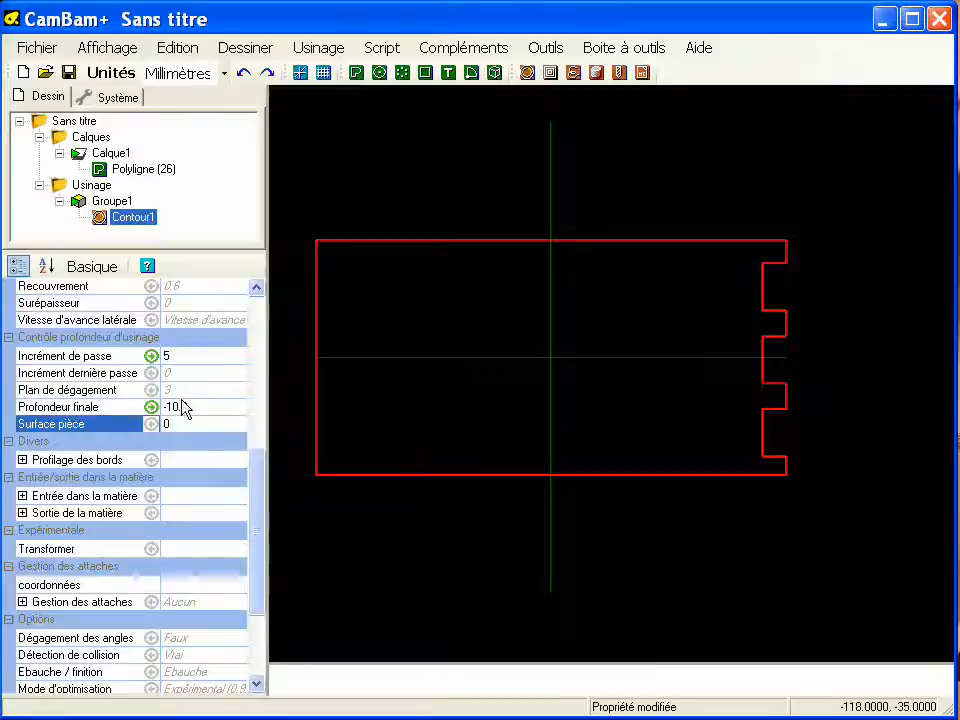 CamBam+ Sans titre
Fichier Affichage Edition Dessiner Usinage Script Compléments Outils Boite à outils Aide
Unités Millimètres
Dessin Système
Sans titre
Calques
Calque1
Polyligne (26)
Usinage
Groupe1
Contour1
Basique
Recouvrement 0.6
Surépaisseur 0
Vitesse d'avance latérale Vitesse d'avance
Contrôle profondeur d'usinage
Incrément de passe 5
Incrément dernière passe 0
Plan de dégagement 3
Profondeur finale -10.
Surface pièce 0
Divers
Profilage des bords
Entrée/sortie dans la matière
Entrée dans la matière
Sortie de la matière
Expérimentale
Transformer
Gestion des attaches
coordonnées
Gestion des attaches Aucun
Options
Dégagement des angles Faux
Détection de collision Vrai
Ebauche / finition Ebauche
Mode d'optimisation Expérimental (0.9
Propriété modifiée -118.0000, -35.0000